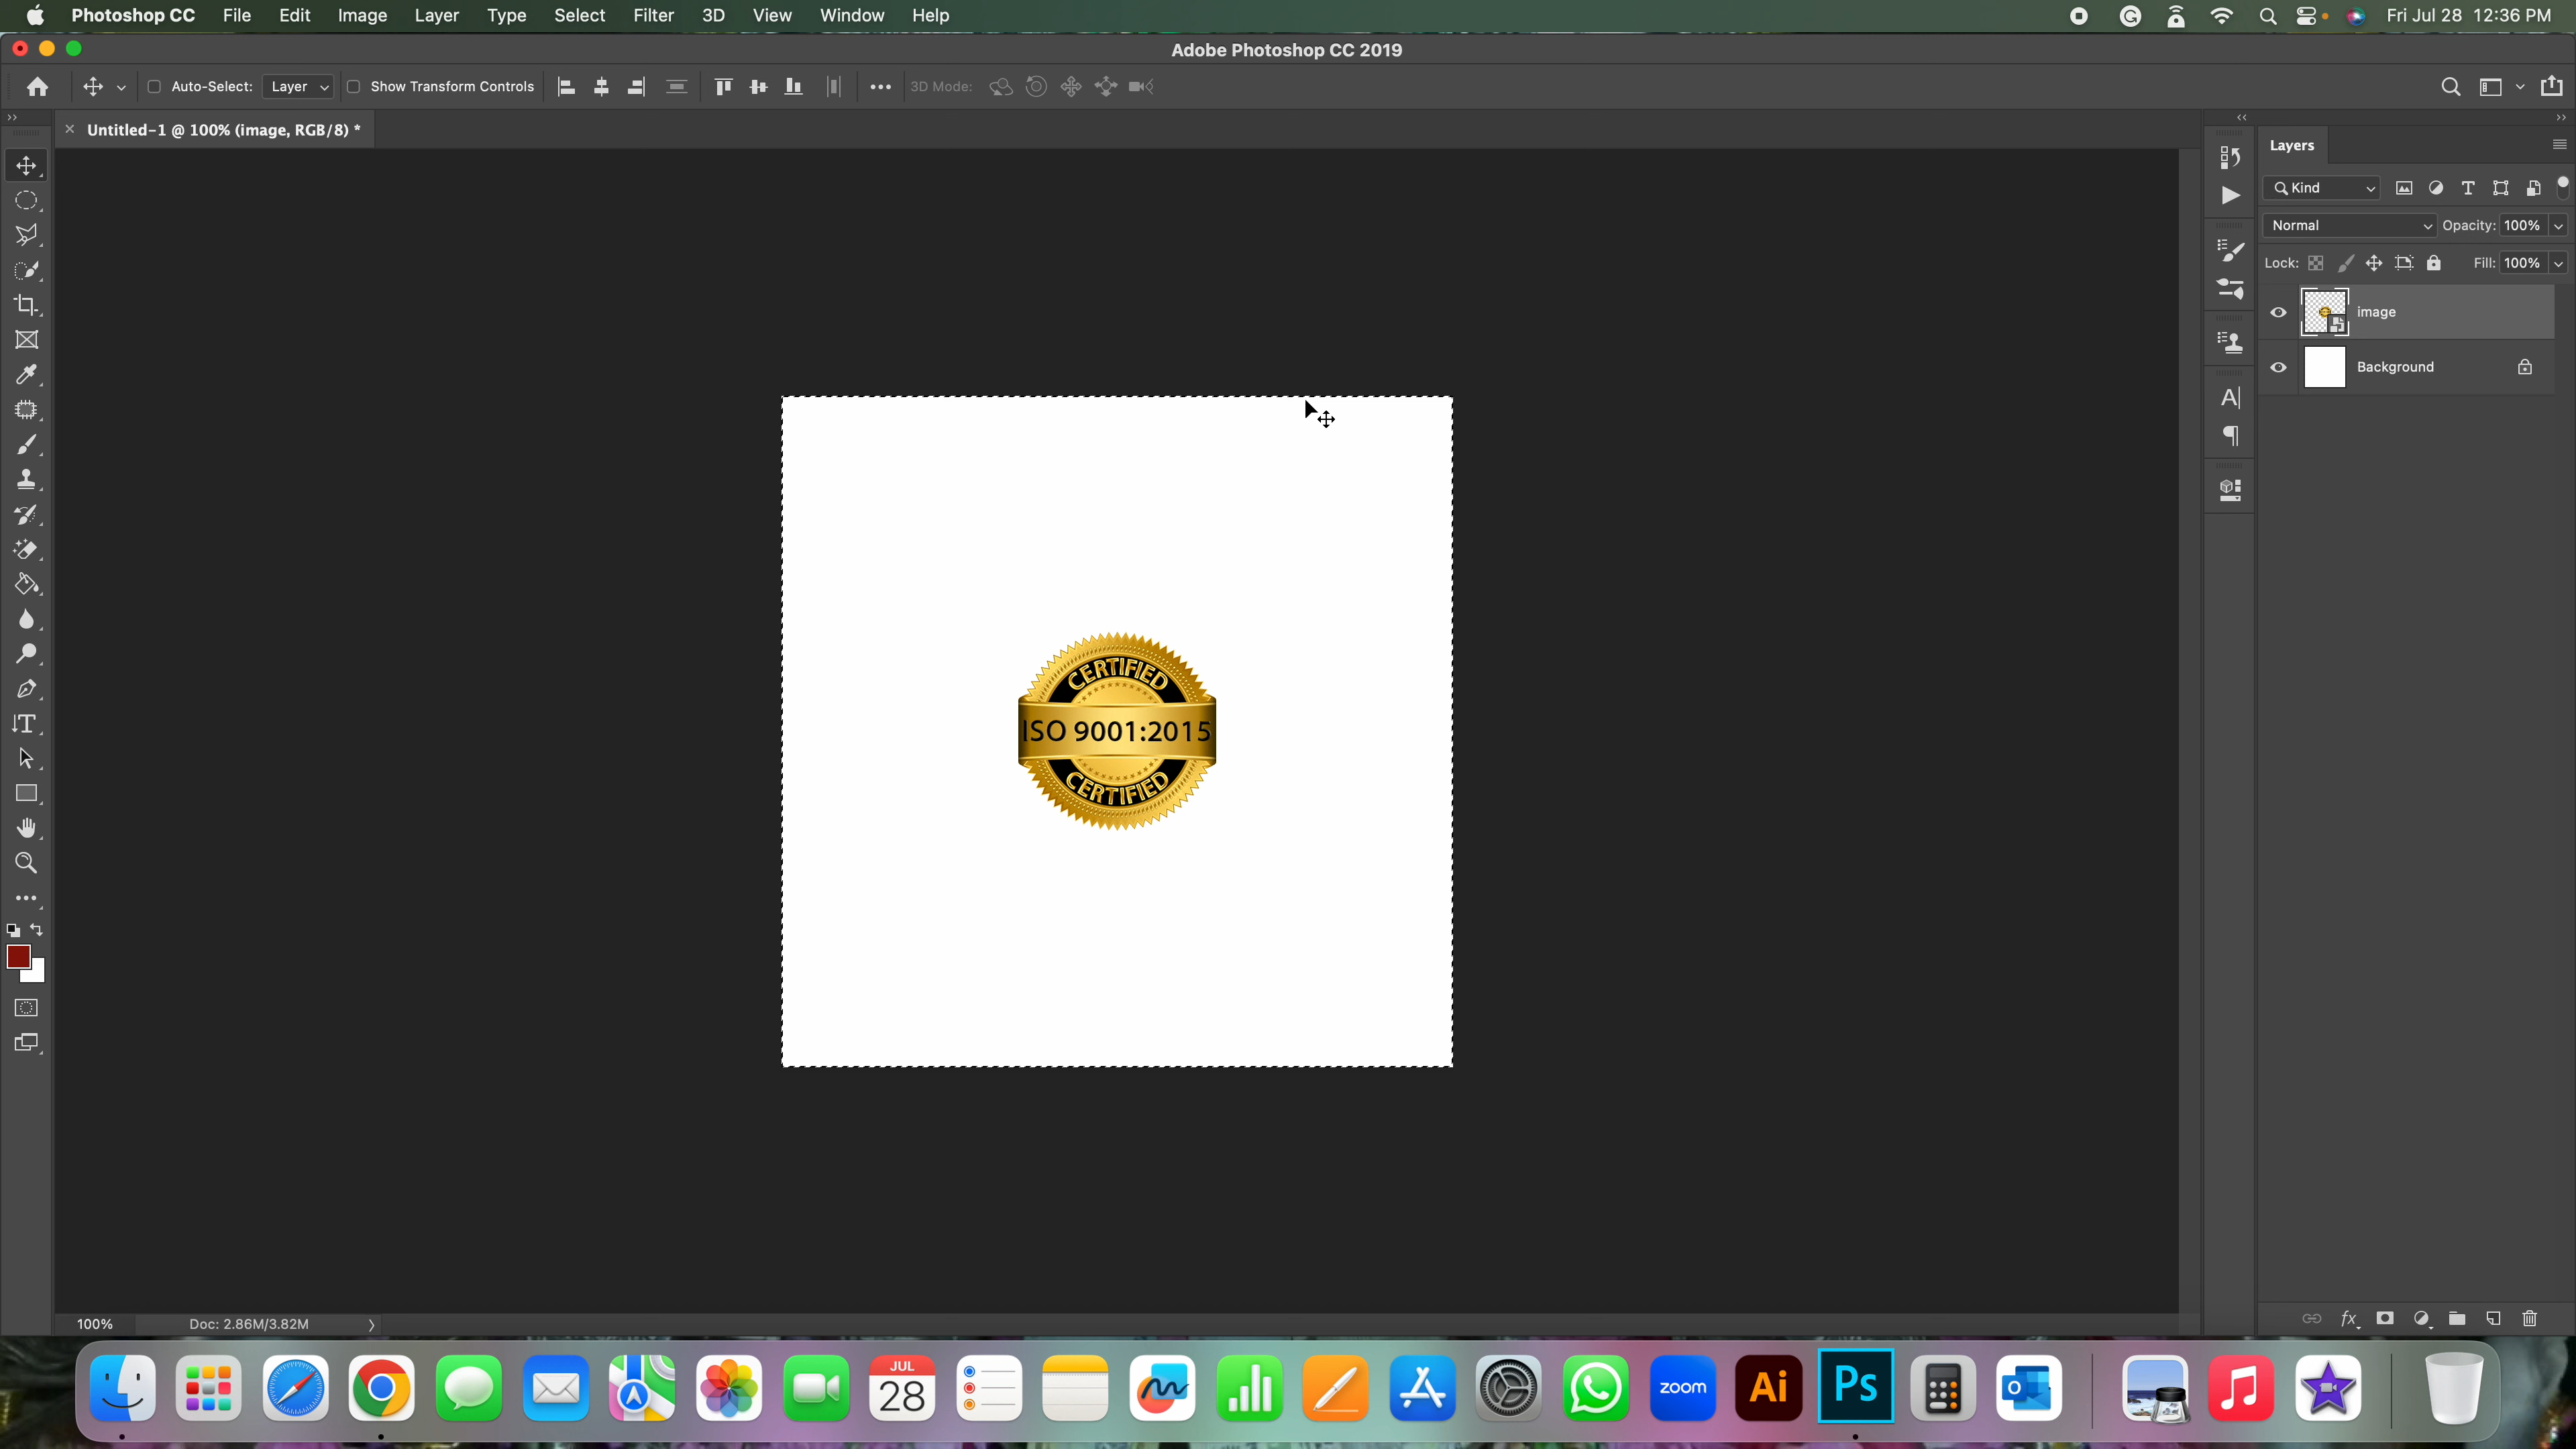 Photoshop CC File Edit Image Layer Type Select Filter 3D View Window Help Fri Jul 28 12:36 PM
Adobe Photoshop CC 2019
Auto-Select: Layer Show Transform Controls 3D Mode:
Untitled-1 @ 100% (image, RGB/8) *
Layers
Kind
Normal Opacity: 100%
Lock: Fill: 100%
image
Background
CERTIFIED
ISO 9001:2015
CERTIFIED
100% Doc: 2.86M/3.82M
fx
JUL
28
zoom
Ai
Ps